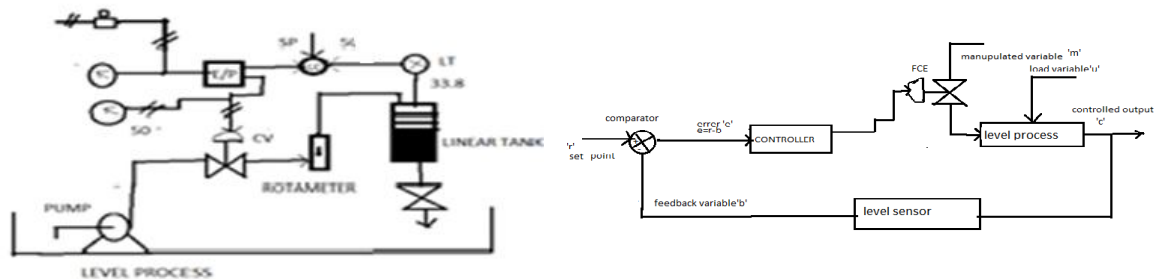 SP
E/P
LT
33.8
CV
LINEAR TANK
ROTAMETER
PUMP
LEVEL PROCESS
manupulated variable 'm'
FCE
load variable'u'
comparator
error 'e'
e=r-b
CONTROLLER
controlled output
'c'
level process
'r'
set point
feedback variable'b'
level sensor